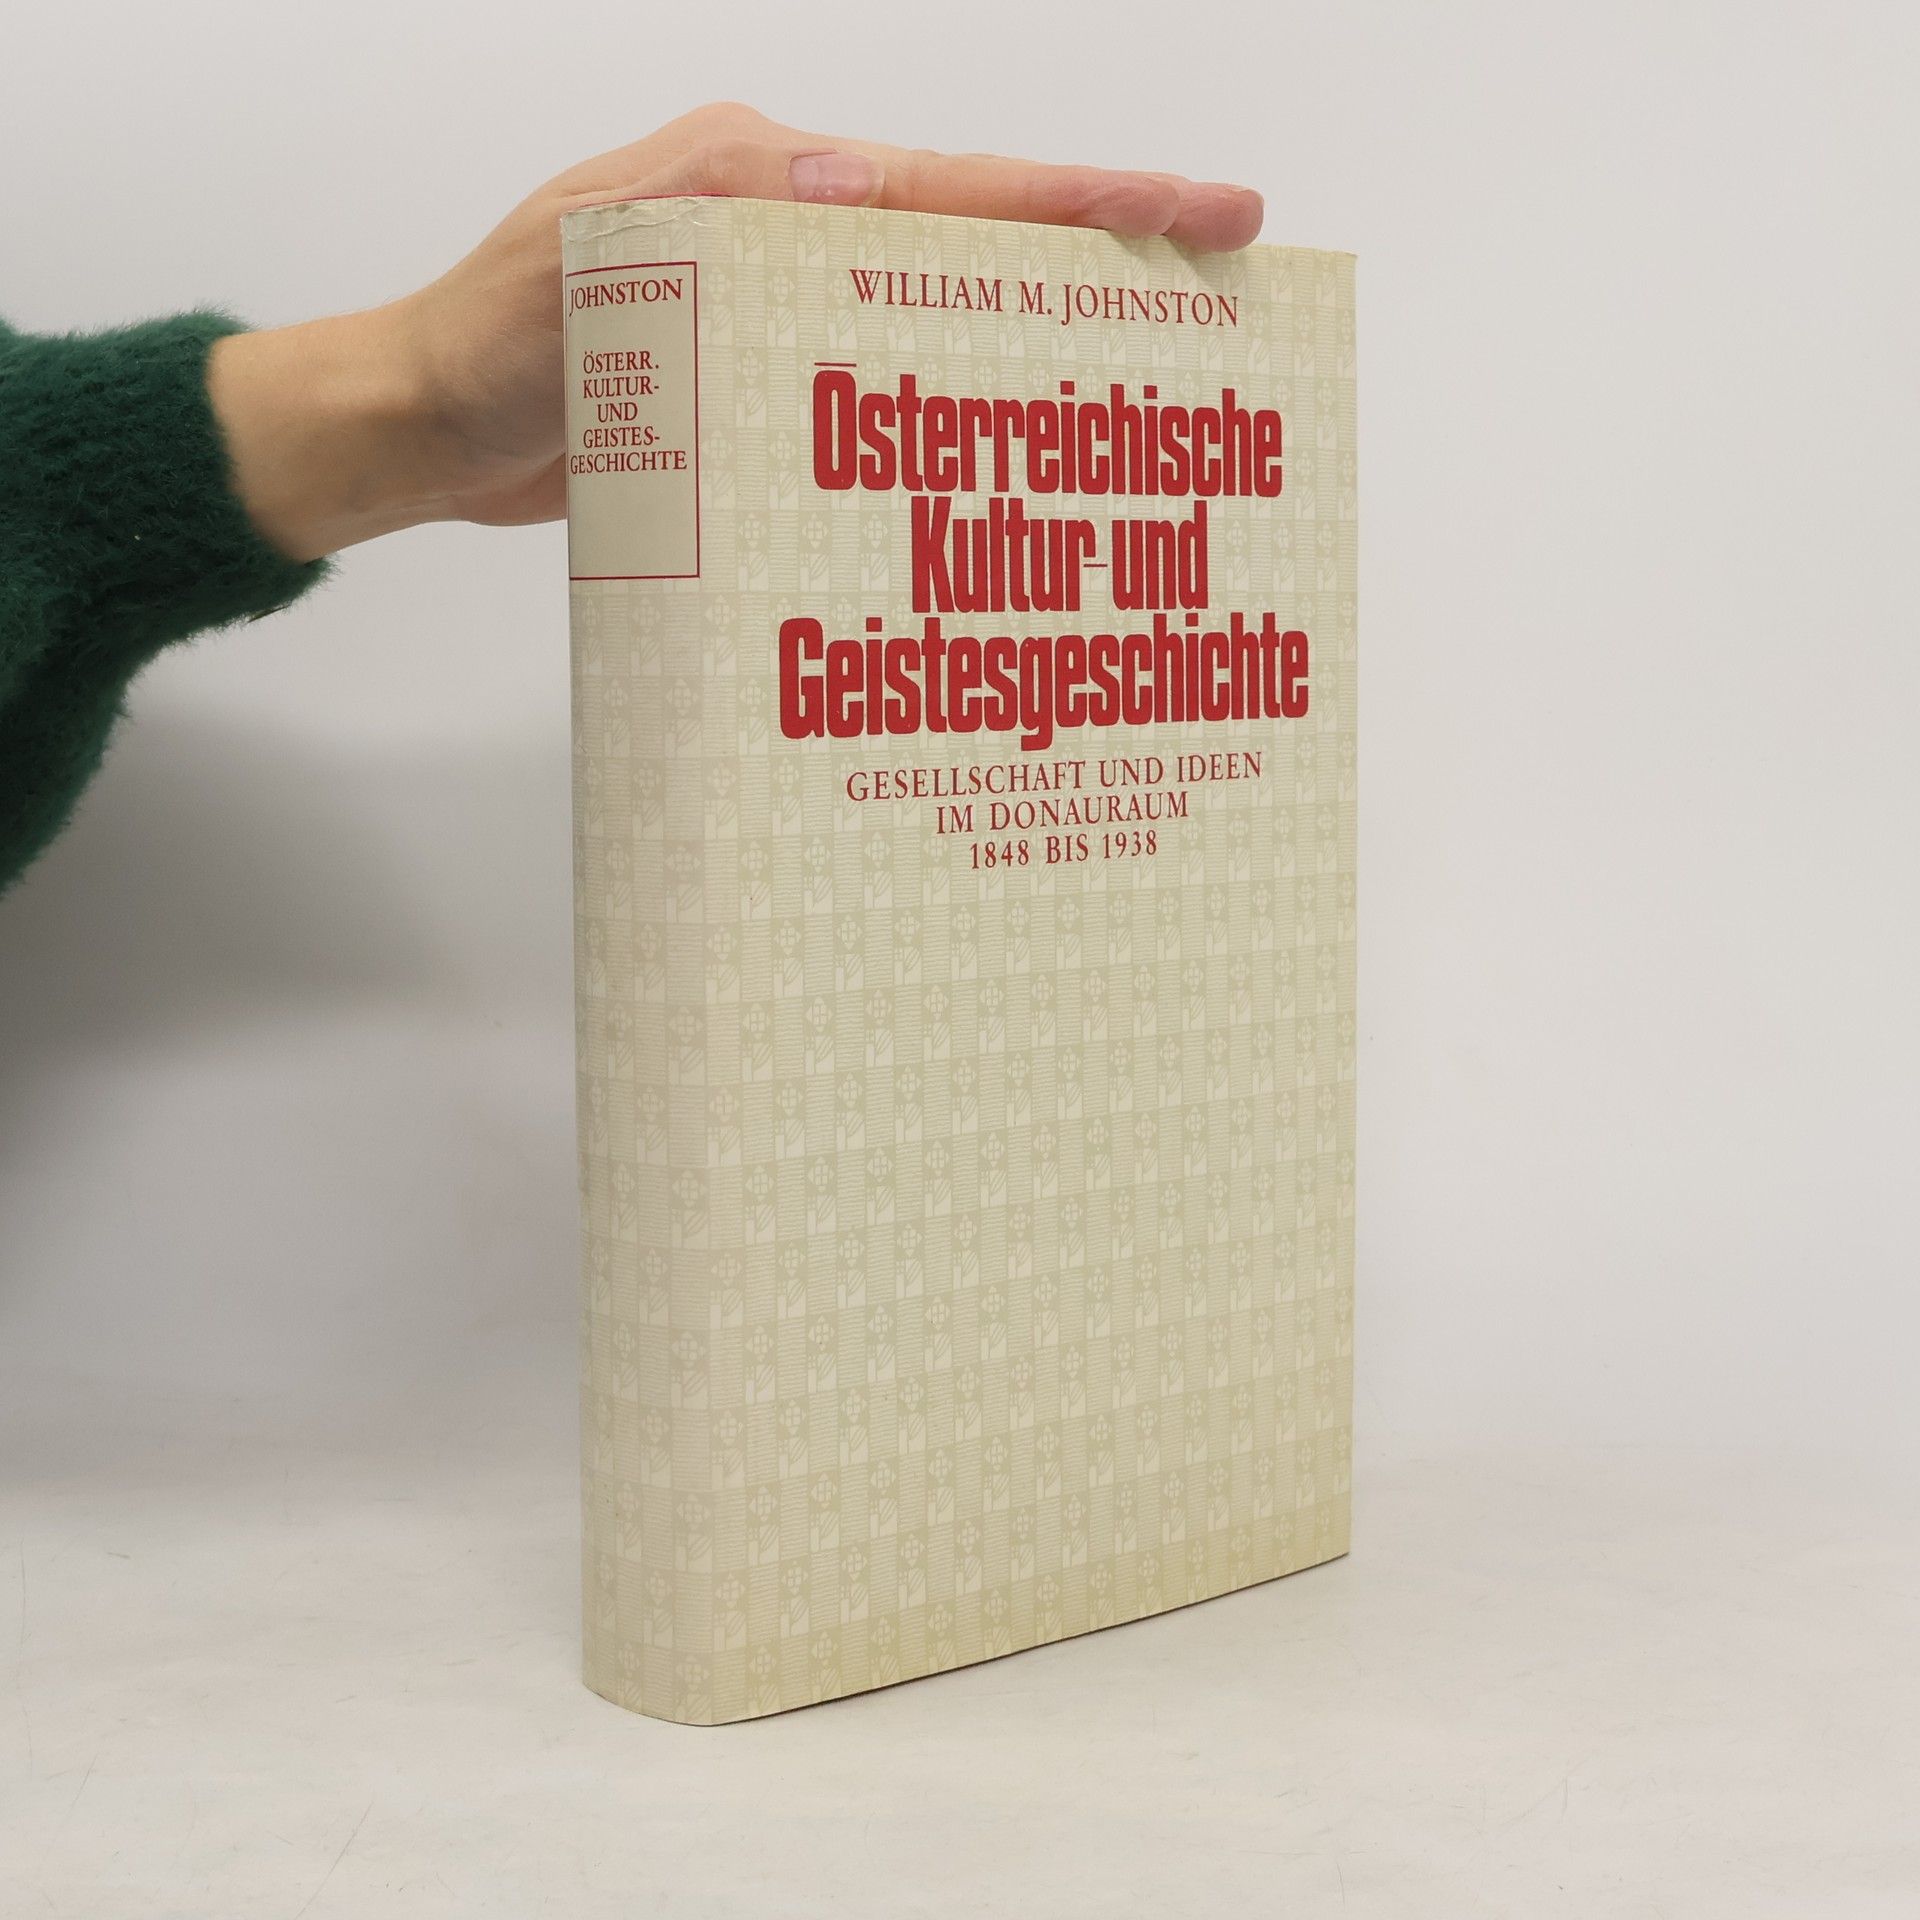 JOHNSTON
ÖSTERR.
KULTUR-
UND
GEISTES-
GESCHICHTE
WILLIAM M. JOHNSTON
Österreichische
Kultur-und
Geistesgeschichte
GESELLSCHAFT UND IDEEN
IM DONAURAUM
1848 BIS 1938